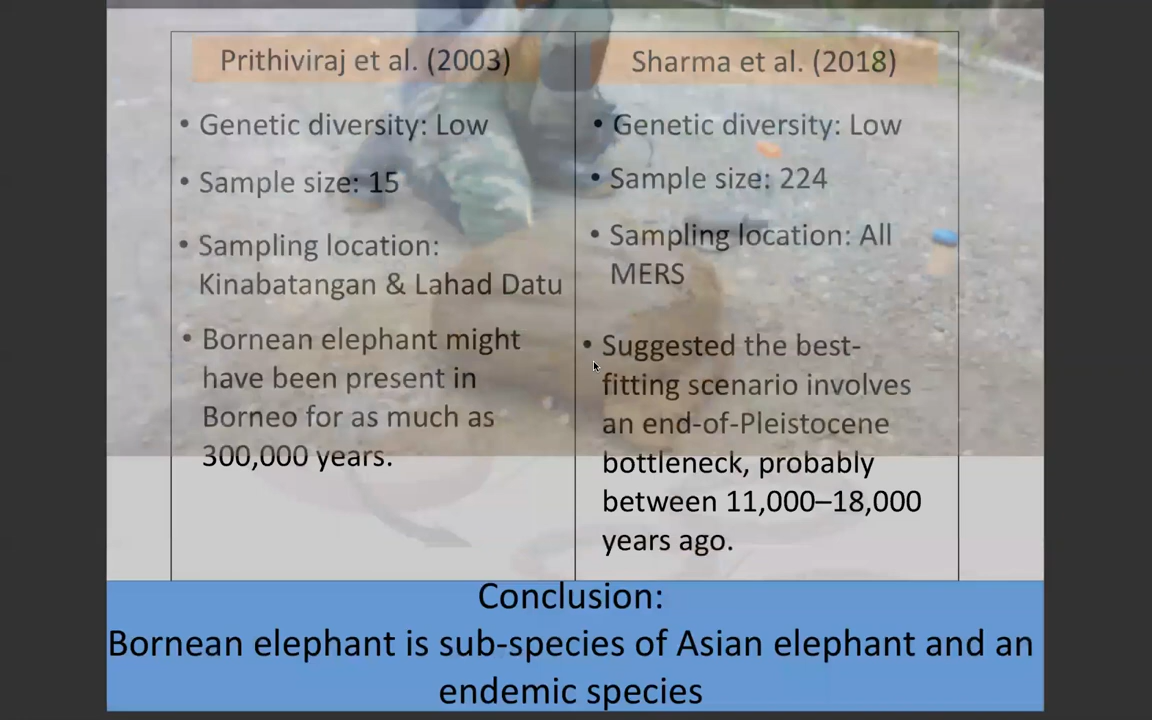 Prithiviraj et al. (2003)
• Genetic diversity: Low
• Sample size: 15
• Sampling location:
Kinabatangan & Lahad Datu
• Bornean elephant might
have been present in
Borneo for as much as
300,000 years.
Sharma et al. (2018)
• Genetic diversity: Low
• Sample size: 224
• Sampling location: All
MERS
• Suggested the best-
fitting scenario involves
an end-of-Pleistocene
bottleneck, probably
between 11,000–18,000
years ago.
Conclusion:
Bornean elephant is sub-species of Asian elephant and an
endemic species